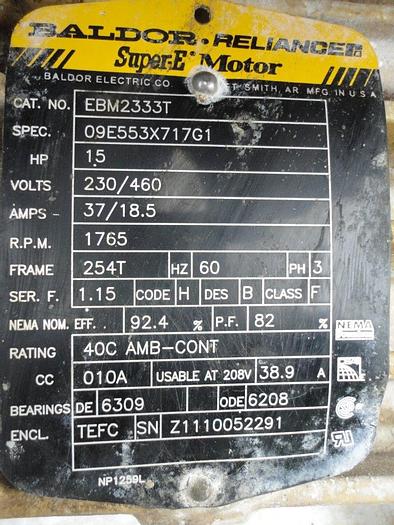 BALDOR • RELIANCE
Super-E Motor
BALDOR ELECTRIC CO. FT. SMITH, AR. MFG. IN U.S.A.
CAT. NO. EBM2333T
SPEC. 09E553X717G1
HP 15
VOLTS 230/460
AMPS 37/18.5
R.P.M. 1765
FRAME 254T HZ 60 PH 3
SER. F. 1.15 CODE H DES B CLASS F
NEMA NOM. EFF. 92.4 % P.F. 82 %
NEMA
RATING 40C AMB-CONT
CC 010A USABLE AT 208V 38.9 A
BEARINGS DE 6309 ODE 6208
ENCL. TEFC SN Z1110052291
NP1259L